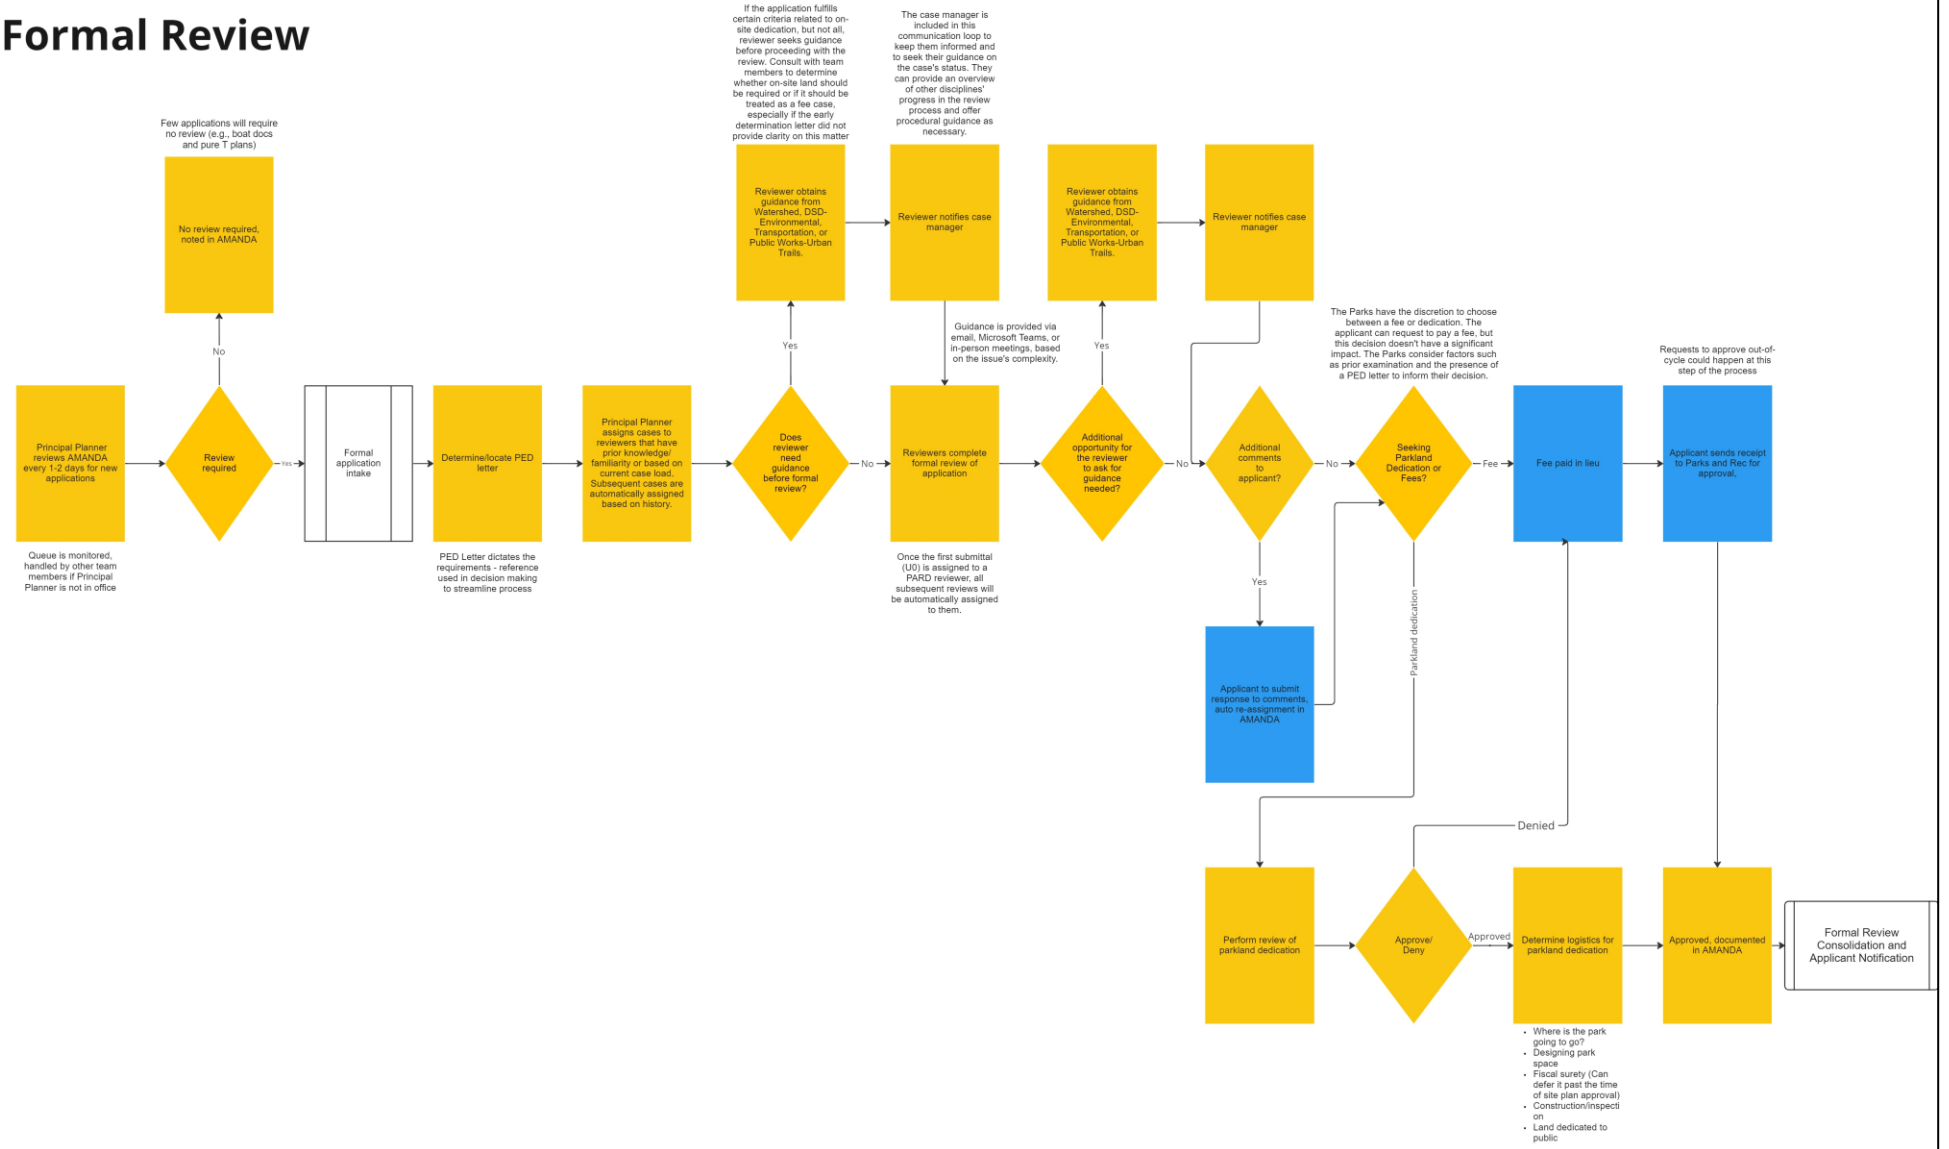 Formal Review
If the application fulfills
certain criteria related to on-
site dedication, but not all,
reviewer seeks guidance
before proceeding with the
review. Consult with team
members to determine
whether on-site land should
be required or if it should be
treated as a fee case,
especially if the early
determination letter did not
provide clarity on this matter
The case manager is
included in this
communication loop to
keep them informed and
to seek their guidance on
the case's status. They
can provide an overview
of other disciplines'
progress in the review
process and offer
procedural guidance as
necessary.
Few applications will require
no review (e.g., boat docs
and pure T plans)
No review required,
noted in AMANDA
Reviewer obtains
guidance from
Watershed, DSD-
Environmental,
Transportation, or
Public Works-Urban
Trails.
Reviewer notifies case
manager
Reviewer obtains
guidance from
Watershed, DSD-
Environmental,
Transportation, or
Public Works-Urban
Trails.
Reviewer notifies case
manager
No
Yes
Guidance is provided via
email, Microsoft Teams, or
in-person meetings, based
on the issue's complexity.
Yes
The Parks have the discretion to choose
between a fee or dedication. The
applicant can request to pay a fee, but
this decision doesn't have a significant
impact. The Parks consider factors such
as prior examination and the presence of
a PED letter to inform their decision.
Requests to approve out-of-
cycle could happen at this
step of the process
Principal Planner
reviews AMANDA
every 1-2 days for new
applications
Review
required
Yes
Formal
application
intake
Determine/locate PED
letter
Principal Planner
assigns cases to
reviewers that have
prior knowledge/
familiarity or based on
current case load.
Subsequent cases are
automatically assigned
based on history.
Does
reviewer
need
guidance
before formal
review?
No
Reviewers complete
formal review of
application
Additional
opportunity for
the reviewer
to ask for
guidance
needed?
No
Additional
comments
to
applicant?
No
Seeking
Parkland
Dedication or
Fees?
Fee
Fee paid in lieu
Applicant sends receipt
to Parks and Rec for
approval,
Queue is monitored,
handled by other team
members if Principal
Planner is not in office
PED Letter dictates the
requirements - reference
used in decision making
to streamline process
Once the first submittal
(U0) is assigned to a
PARD reviewer, all
subsequent reviews will
be automatically assigned
to them.
Yes
Parkland dedication
Applicant to submit
response to comments,
auto re-assignment in
AMANDA
Denied
Perform review of
parkland dedication
Approve/
Deny
Approved
Determine logistics for
parkland dedication
Approved, documented
in AMANDA
Formal Review
Consolidation and
Applicant Notification
• Where is the park
going to go?
• Designing park
space
• Fiscal surety (Can
defer it past the time
of site plan approval)
• Construction/inspecti
on
• Land dedicated to
public